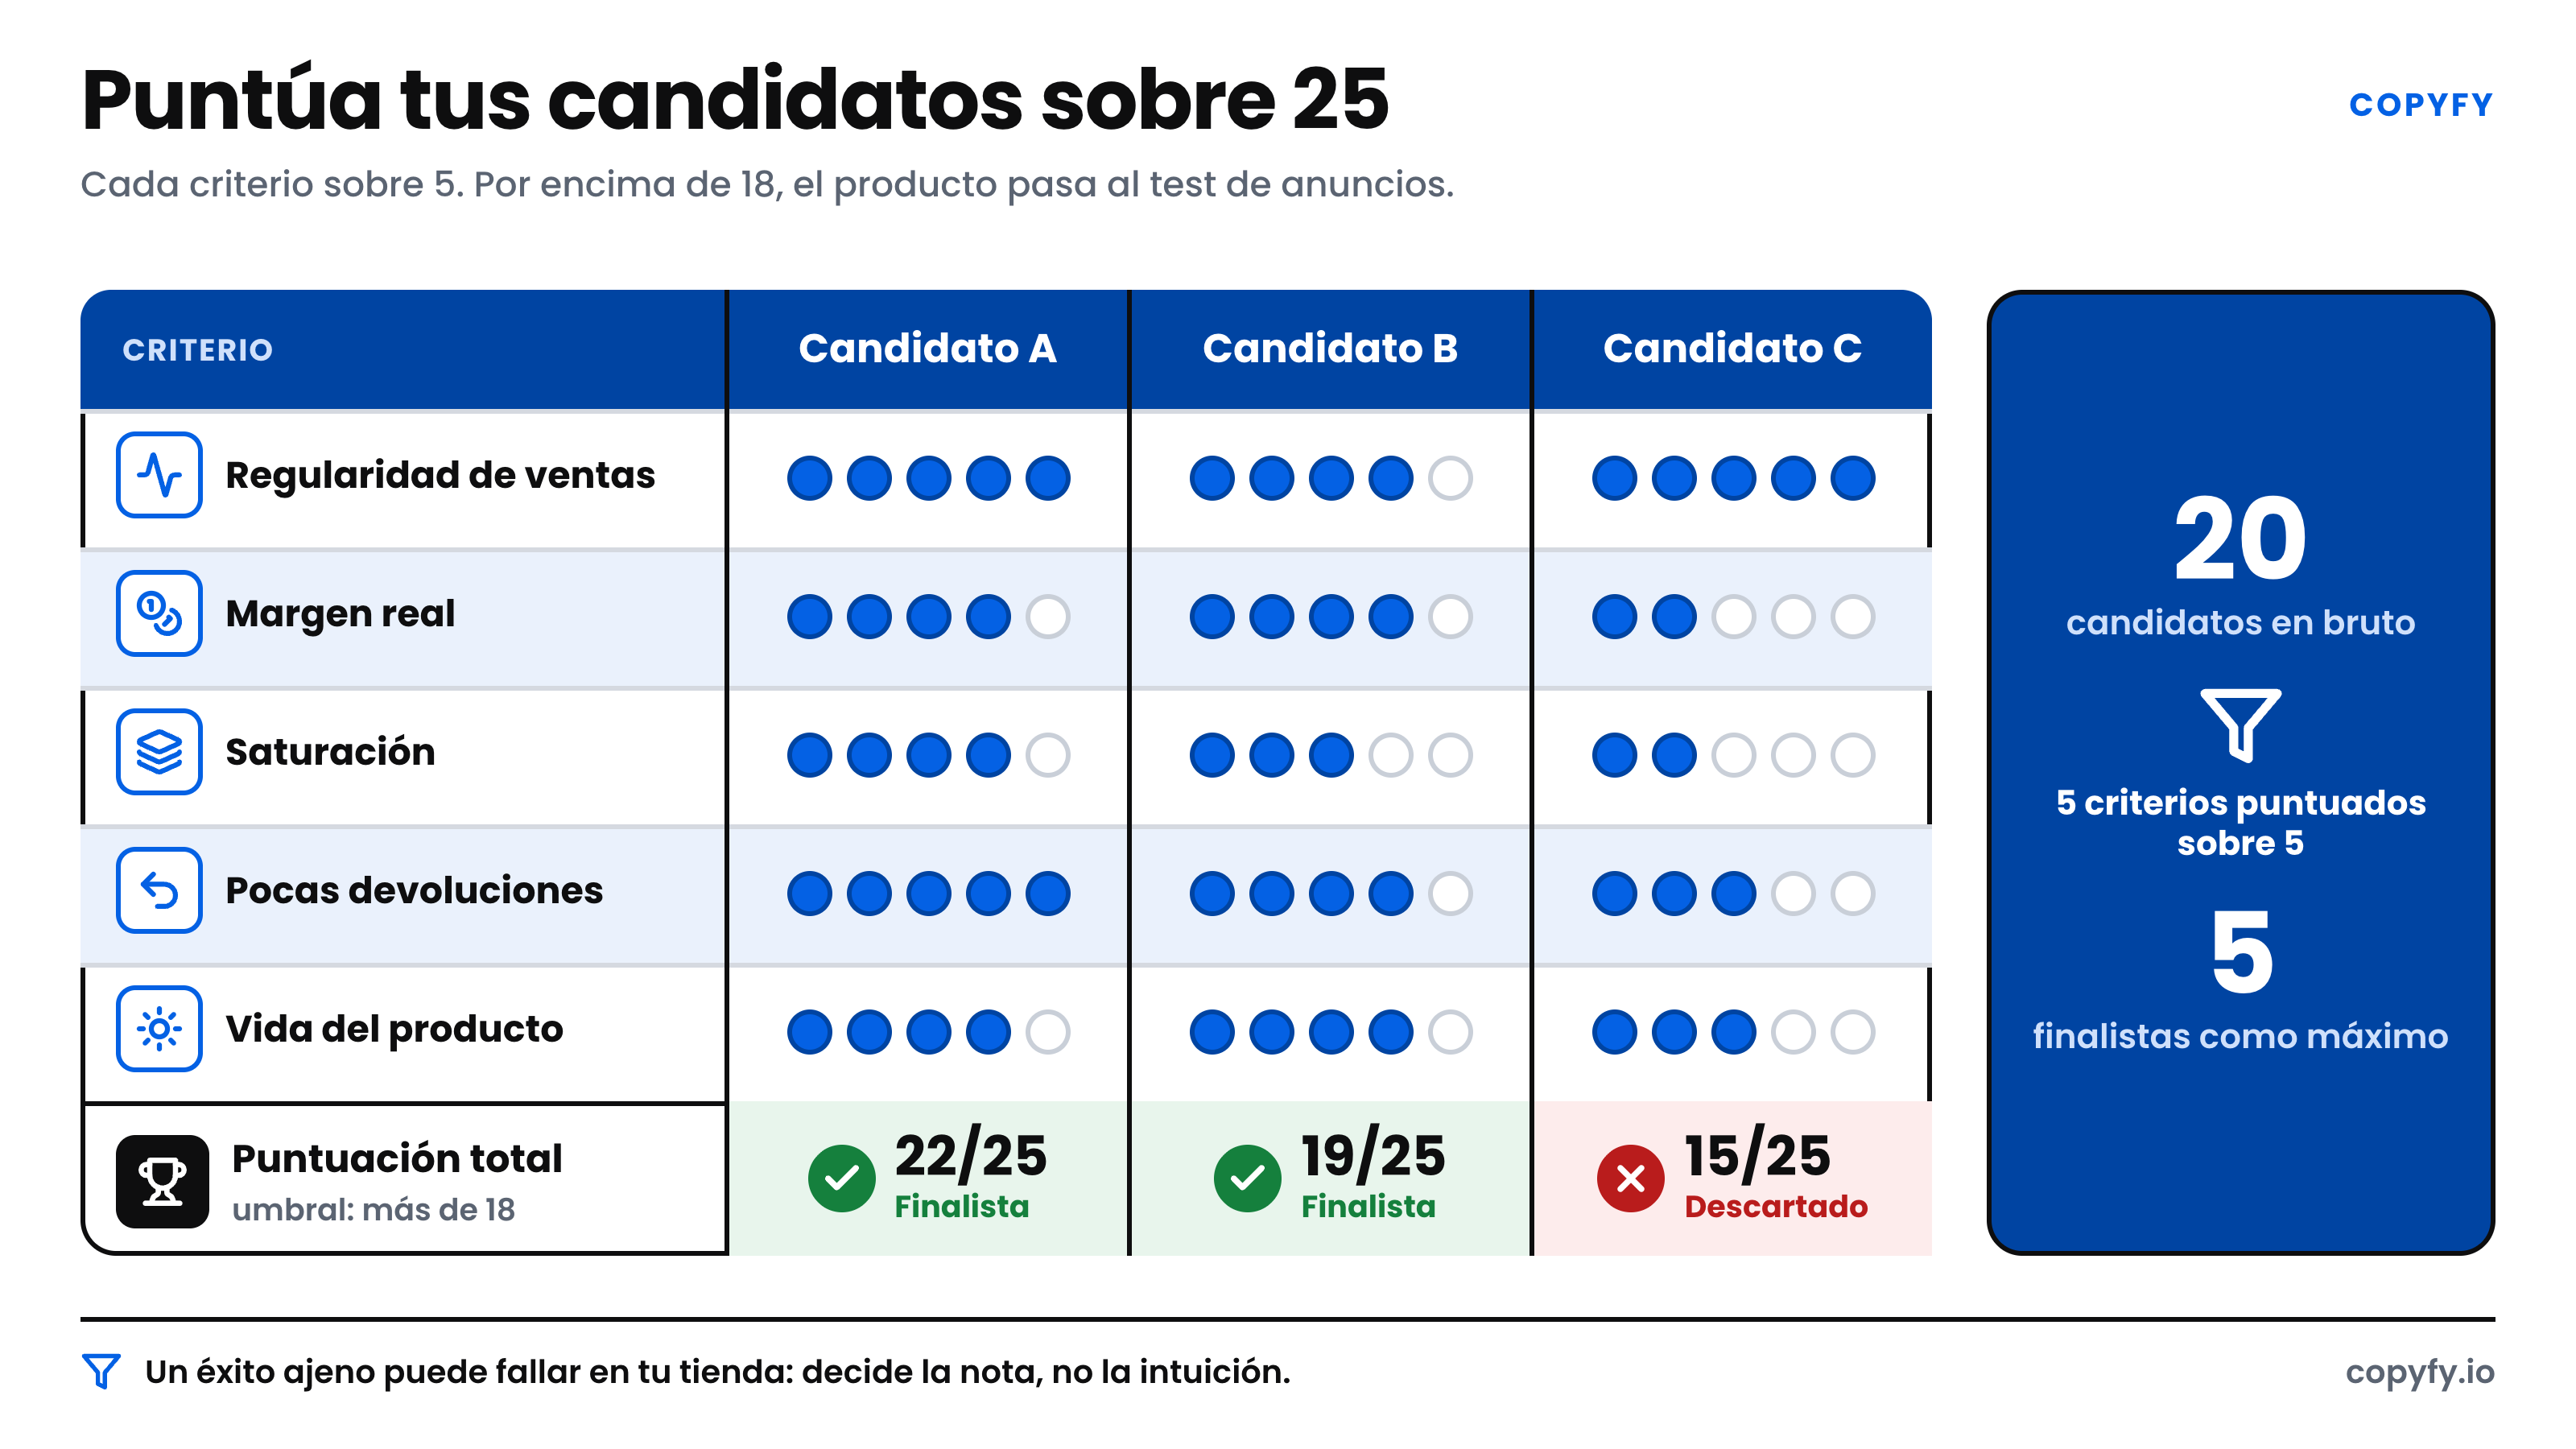 Puntúa tus candidatos sobre 25
COPYFY
Cada criterio sobre 5. Por encima de 18, el producto pasa al test de anuncios.
CRITERIO
Candidato A
Candidato B
Candidato C
Regularidad de ventas
Margen real
Saturación
Pocas devoluciones
Vida del producto
Puntuación total
umbral: más de 18
22/25
Finalista
19/25
Finalista
15/25
Descartado
20
candidatos en bruto
5 criterios puntuados
sobre 5
5
finalistas como máximo
Un éxito ajeno puede fallar en tu tienda: decide la nota, no la intuición.
copyfy.io